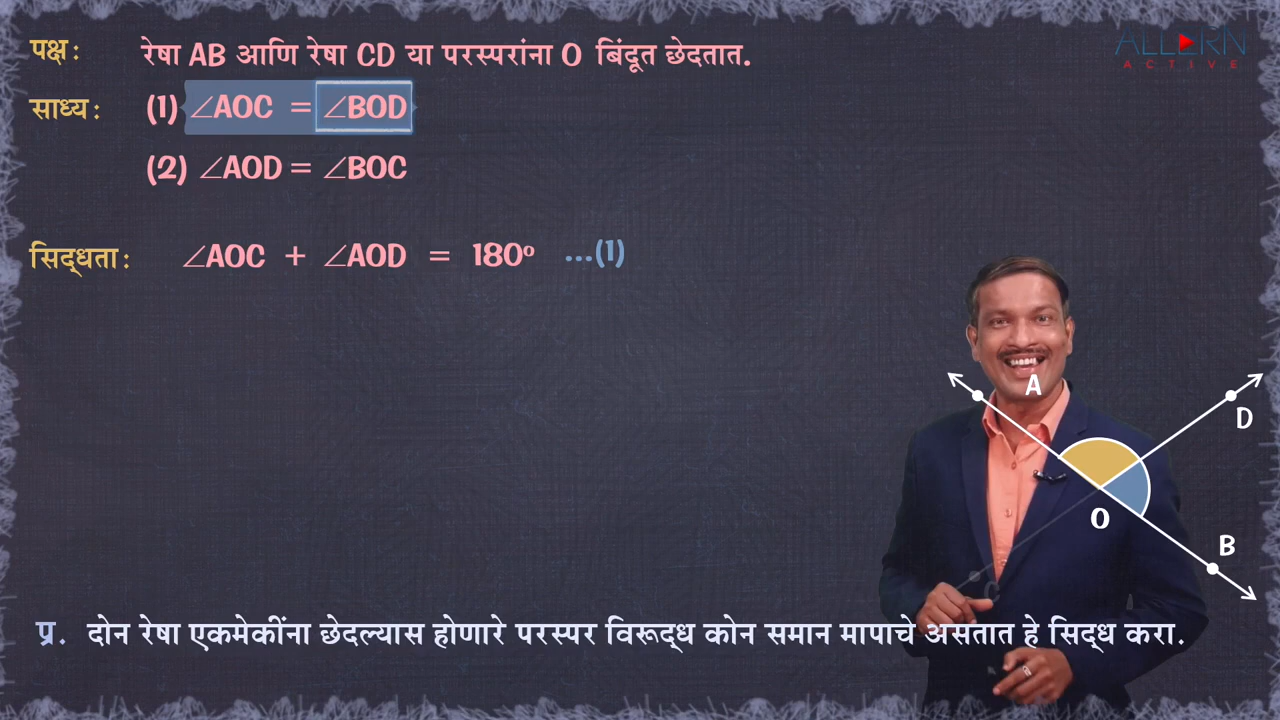 पक्ष: रेषा AB आणि रेषा CD या परस्परांना O बिंदूत छेदतात.
ALLERN
ACTIVE
साध्य: (1) ∠AOC = ∠BOD
(2) ∠AOD = ∠BOC
सिद्धता: ∠AOC + ∠AOD = 180° ...(1)
A
D
O
B
C
प्र. दोन रेषा एकमेकींना छेदल्यास होणारे परस्पर विरूद्ध कोन समान मापाचे असतात हे सिद्ध करा.